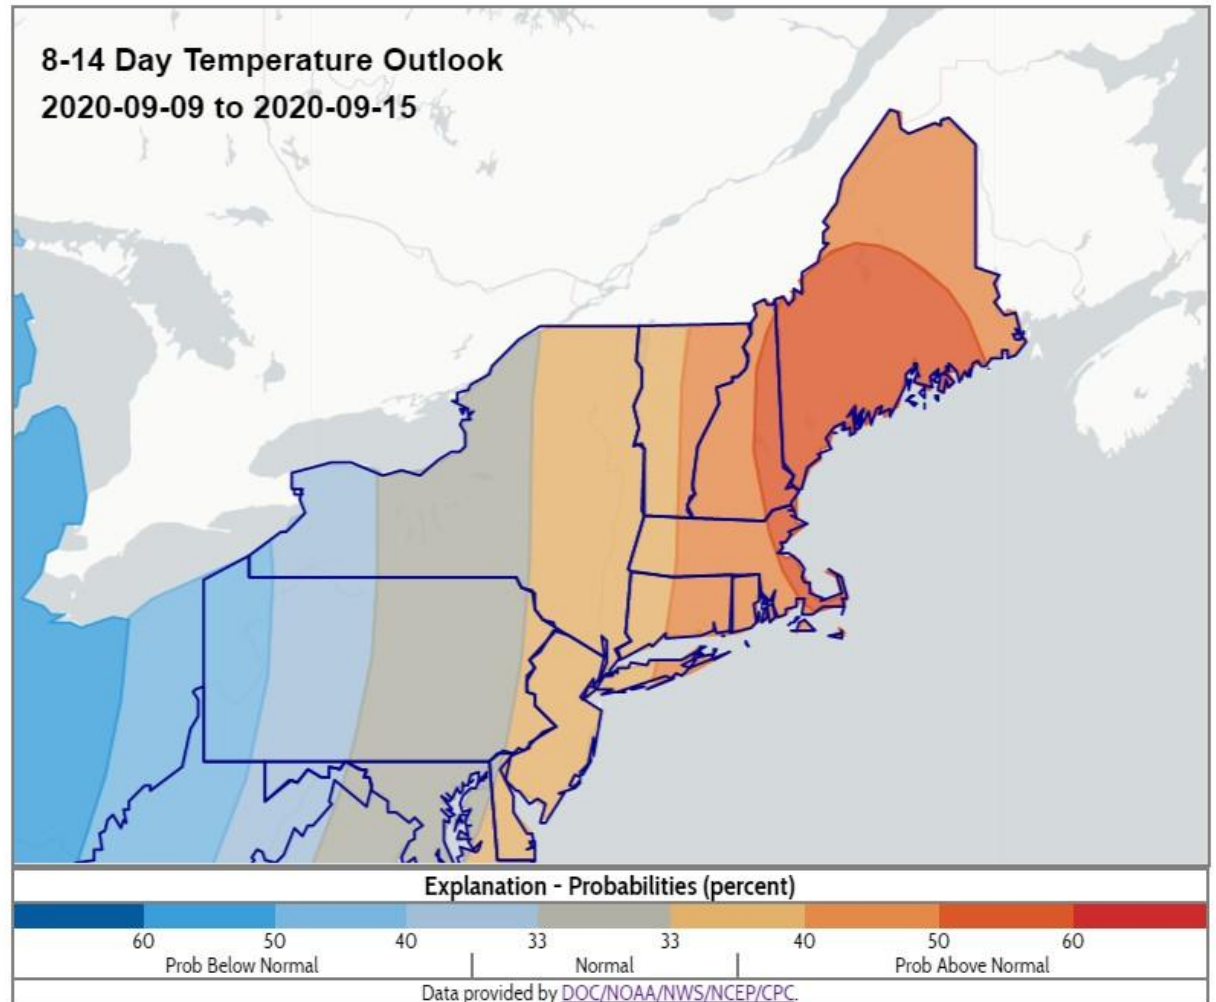 8-14 Day Temperature Outlook
2020-09-09 to 2020-09-15
Explanation - Probabilities (percent)
60 50 40 33 33 40 50 60
Prob Below Normal | Normal | Prob Above Normal
Data provided by DOC/NOAA/NWS/NCEP/CPC.